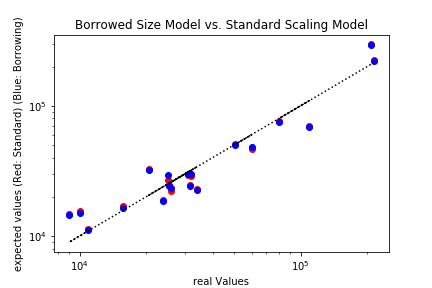 Borrowed Size Model vs. Standard Scaling Model
expected values (Red: Standard) (Blue: Borrowing)
10⁵
10⁴
10⁴
10⁵
real Values